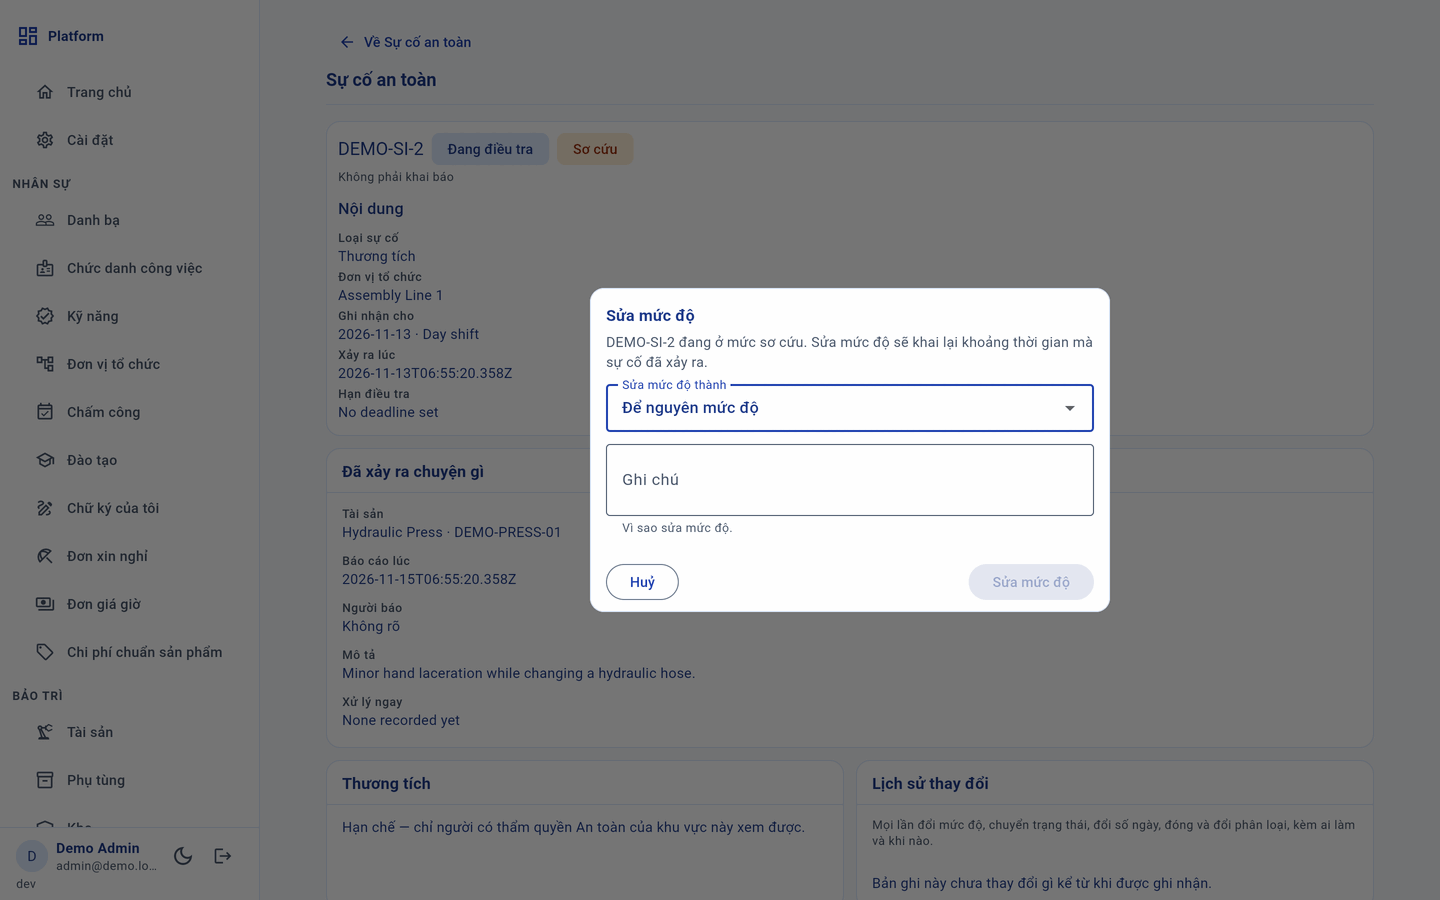 Platform
Trang chủ
Cài đặt
NHÂN SỰ
Danh bạ
Chức danh công việc
Kỹ năng
Đơn vị tổ chức
Chấm công
Đào tạo
Chữ ký của tôi
Đơn xin nghỉ
Đơn giá giờ
Chi phí chuẩn sản phẩm
BẢO TRÌ
Tài sản
Phụ tùng
Kho
D
Demo Admin
admin@demo.lo...
dev
Về Sự cố an toàn
Sự cố an toàn
DEMO-SI-2
Đang điều tra
Sơ cứu
Không phải khai báo
Nội dung
Loại sự cố
Thương tích
Đơn vị tổ chức
Assembly Line 1
Ghi nhận cho
2026-11-13 · Day shift
Xảy ra lúc
2026-11-13T06:55:20.358Z
Hạn điều tra
No deadline set
Đã xảy ra chuyện gì
Tài sản
Hydraulic Press · DEMO-PRESS-01
Báo cáo lúc
2026-11-15T06:55:20.358Z
Người báo
Không rõ
Mô tả
Minor hand laceration while changing a hydraulic hose.
Xử lý ngay
None recorded yet
Thương tích
Hạn chế — chỉ người có thẩm quyền An toàn của khu vực này xem được.
Lịch sử thay đổi
Mọi lần đổi mức độ, chuyển trạng thái, đổi số ngày, đóng và đổi phân loại, kèm ai làm
và khi nào.
Bản ghi này chưa thay đổi gì kể từ khi được ghi nhận.
Sửa mức độ
DEMO-SI-2 đang ở mức sơ cứu. Sửa mức độ sẽ khai lại khoảng thời gian mà
sự cố đã xảy ra.
Sửa mức độ thành
Để nguyên mức độ
Ghi chú
Vì sao sửa mức độ.
Huỷ
Sửa mức độ